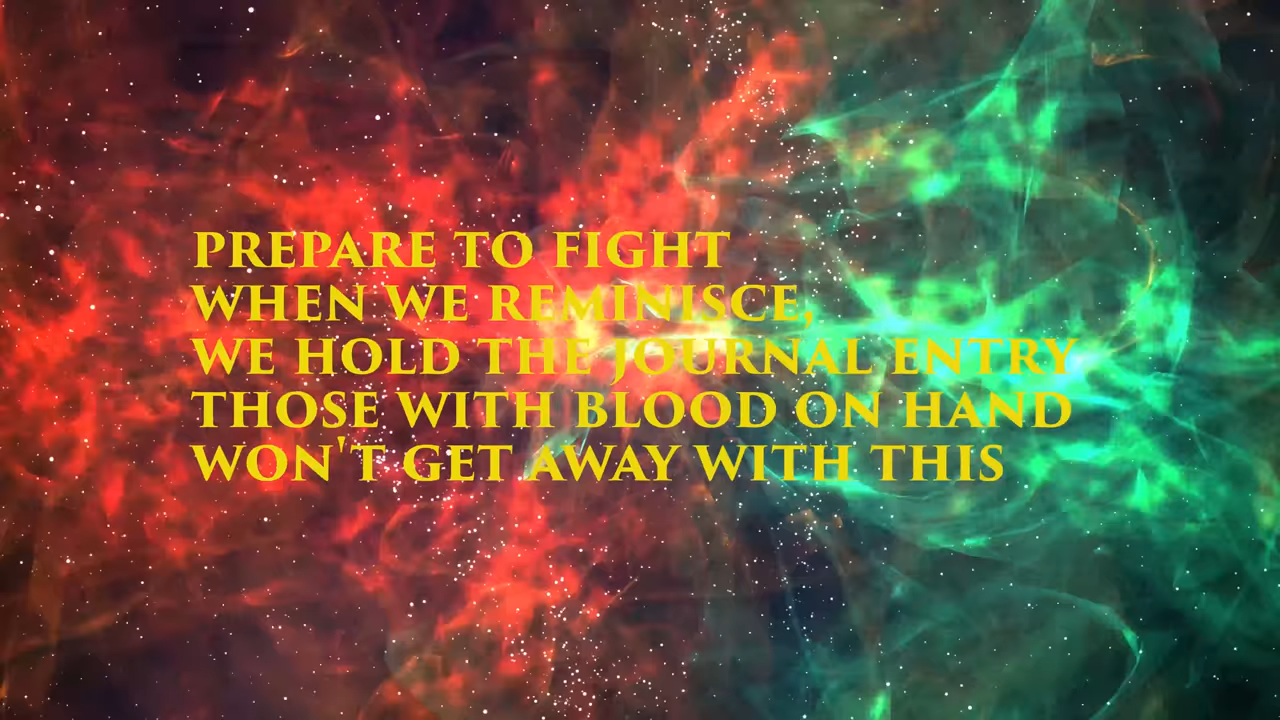 PREPARE TO FIGHT
WHEN WE REMINISCE,
WE HOLD THE JOURNAL ENTRY
THOSE WITH BLOOD ON HAND
WON'T GET AWAY WITH THIS